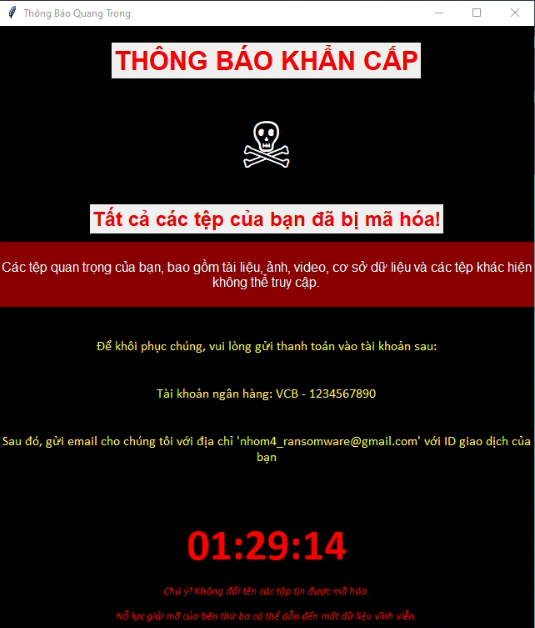 Thông Báo Quang Trọng
THÔNG BÁO KHẨN CẤP
Tất cả các tệp của bạn đã bị mã hóa!
Các tệp quan trọng của bạn, bao gồm tài liệu, ảnh, video, cơ sở dữ liệu và các tệp khác hiện
không thể truy cập.
Để khôi phục chúng, vui lòng gửi thanh toán vào tài khoản sau:
Tài khoản ngân hàng: VCB - 1234567890
Sau đó, gửi email cho chúng tôi với địa chỉ 'nhom4_ransomware@gmail.com' với ID giao dịch của
bạn
01:29:14
Chú ý! Không đổi tên các tập tin được mã hóa.
Nỗ lực giải mã của bên thứ ba có thể dẫn đến mất dữ liệu vĩnh viễn.